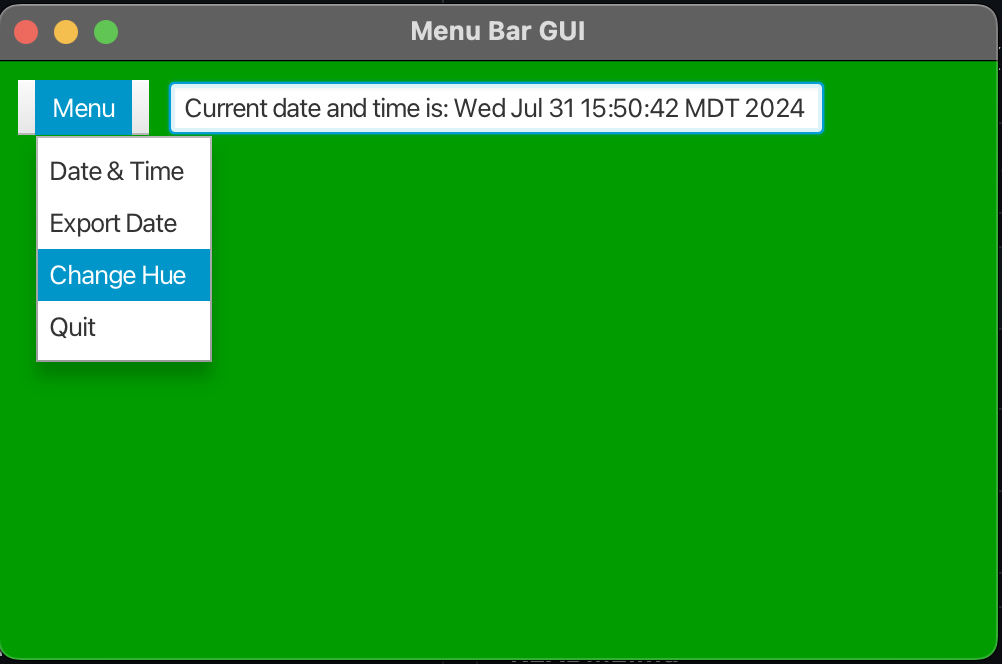 Menu Bar GUI
Menu
Current date and time is: Wed Jul 31 15:50:42 MDT 2024
Date & Time
Export Date
Change Hue
Quit